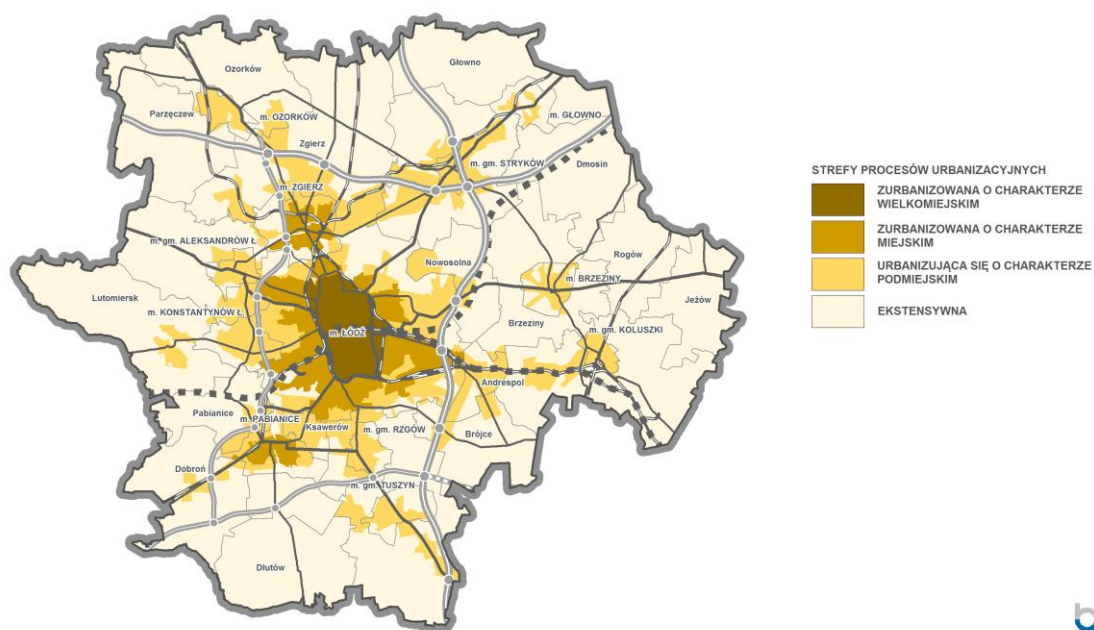 Ozorków
Głowno
Parzęczew
m. OZORKÓW
m. GŁOWNO
Zgierz
m. gm. STRYKÓW
Dmosin
m. ZGIERZ
m. gm. ALEKSANDRÓW Ł.
Nowosolna
Rogów
m. BRZEZINY
Lutomiersk
Jeżów
m. KONSTANTYNÓW Ł.
m. ŁÓDŹ
Brzeziny
m. gm. KOLUSZKI
Andrespol
Pabianice
m. PABIANICE
Ksawerów
m. gm. RZGÓW
Brójce
Dobroń
m. gm. TUSZYN
Dłutów
STREFY PROCESÓW URBANIZACYJNYCH
ZURBANIZOWANA O CHARAKTERZE
WIELKOMIEJSKIM
ZURBANIZOWANA O CHARAKTERZE
MIEJSKIM
URBANIZUJĄCA SIĘ O CHARAKTERZE
PODMIEJSKIM
EKSTENSYWNA